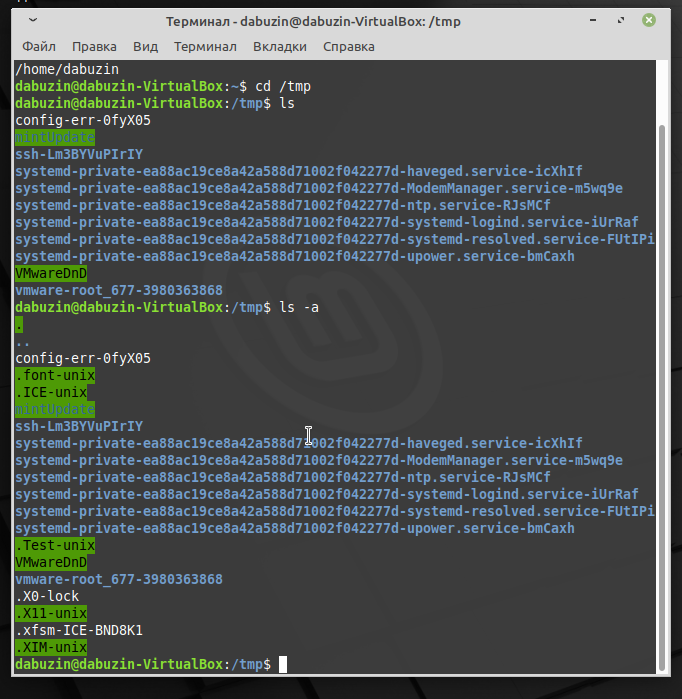 Терминал - dabuzin@dabuzin-VirtualBox: /tmp
Файл Правка Вид Терминал Вкладки Справка
/home/dabuzin
dabuzin@dabuzin-VirtualBox:~$ cd /tmp
dabuzin@dabuzin-VirtualBox:/tmp$ ls
config-err-0fyX05
mintUpdate
ssh-Lm3BYVuPIrIY
systemd-private-ea88ac19ce8a42a588d71002f042277d-haveged.service-icXhIf
systemd-private-ea88ac19ce8a42a588d71002f042277d-ModemManager.service-m5wq9e
systemd-private-ea88ac19ce8a42a588d71002f042277d-ntp.service-RJsMCf
systemd-private-ea88ac19ce8a42a588d71002f042277d-systemd-logind.service-iUrRaf
systemd-private-ea88ac19ce8a42a588d71002f042277d-systemd-resolved.service-FUtIPi
systemd-private-ea88ac19ce8a42a588d71002f042277d-upower.service-bmCaxh
VMwareDnD
vmware-root_677-3980363868
dabuzin@dabuzin-VirtualBox:/tmp$ ls -a
.
..
config-err-0fyX05
.font-unix
.ICE-unix
mintUpdate
ssh-Lm3BYVuPIrIY
systemd-private-ea88ac19ce8a42a588d71002f042277d-haveged.service-icXhIf
systemd-private-ea88ac19ce8a42a588d71002f042277d-ModemManager.service-m5wq9e
systemd-private-ea88ac19ce8a42a588d71002f042277d-ntp.service-RJsMCf
systemd-private-ea88ac19ce8a42a588d71002f042277d-systemd-logind.service-iUrRaf
systemd-private-ea88ac19ce8a42a588d71002f042277d-systemd-resolved.service-FUtIPi
systemd-private-ea88ac19ce8a42a588d71002f042277d-upower.service-bmCaxh
.Test-unix
VMwareDnD
vmware-root_677-3980363868
.X0-lock
.X11-unix
.xfsm-ICE-BND8K1
.XIM-unix
dabuzin@dabuzin-VirtualBox:/tmp$